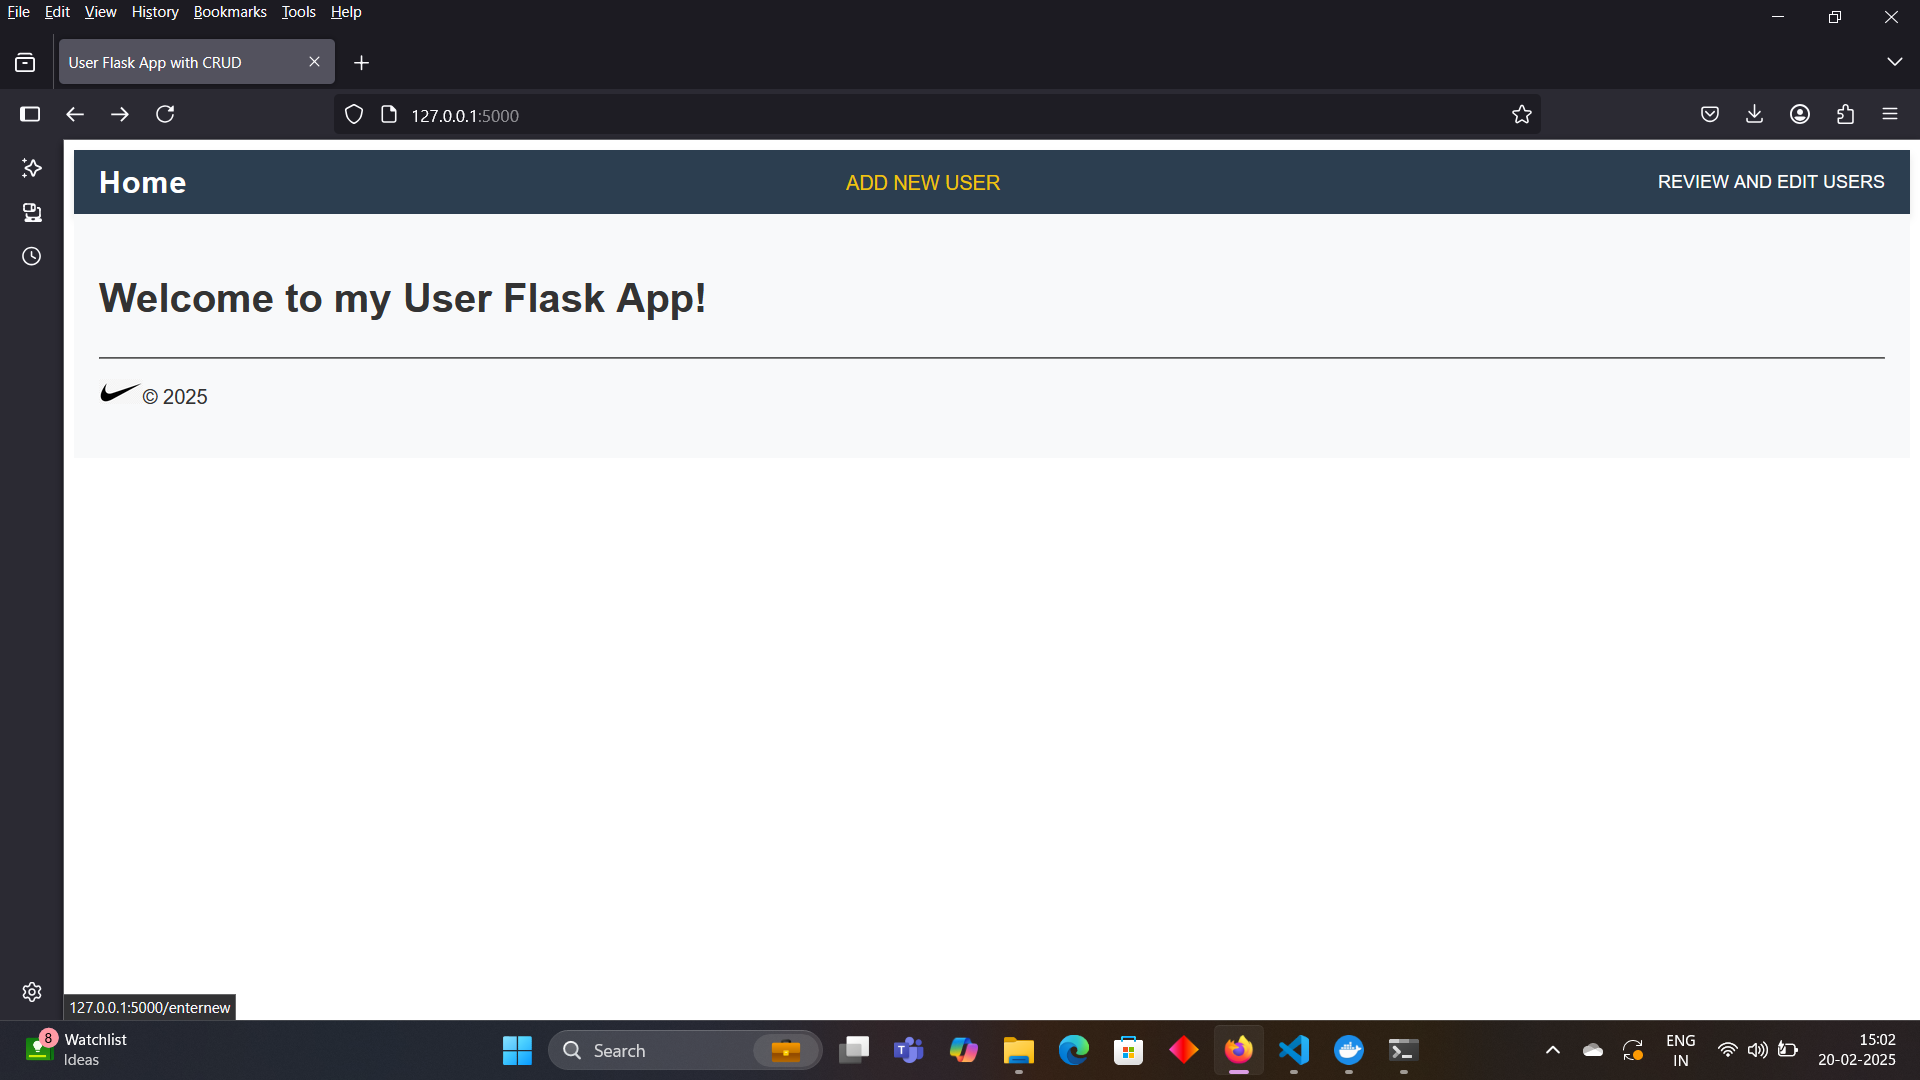 File Edit View History Bookmarks Tools Help
User Flask App with CRUD
127.0.0.1:5000
Home ADD NEW USER REVIEW AND EDIT USERS
Welcome to my User Flask App!
© 2025
127.0.0.1:5000/enternew
8 Watchlist
Ideas
Search
ENG
IN
15:02
20-02-2025